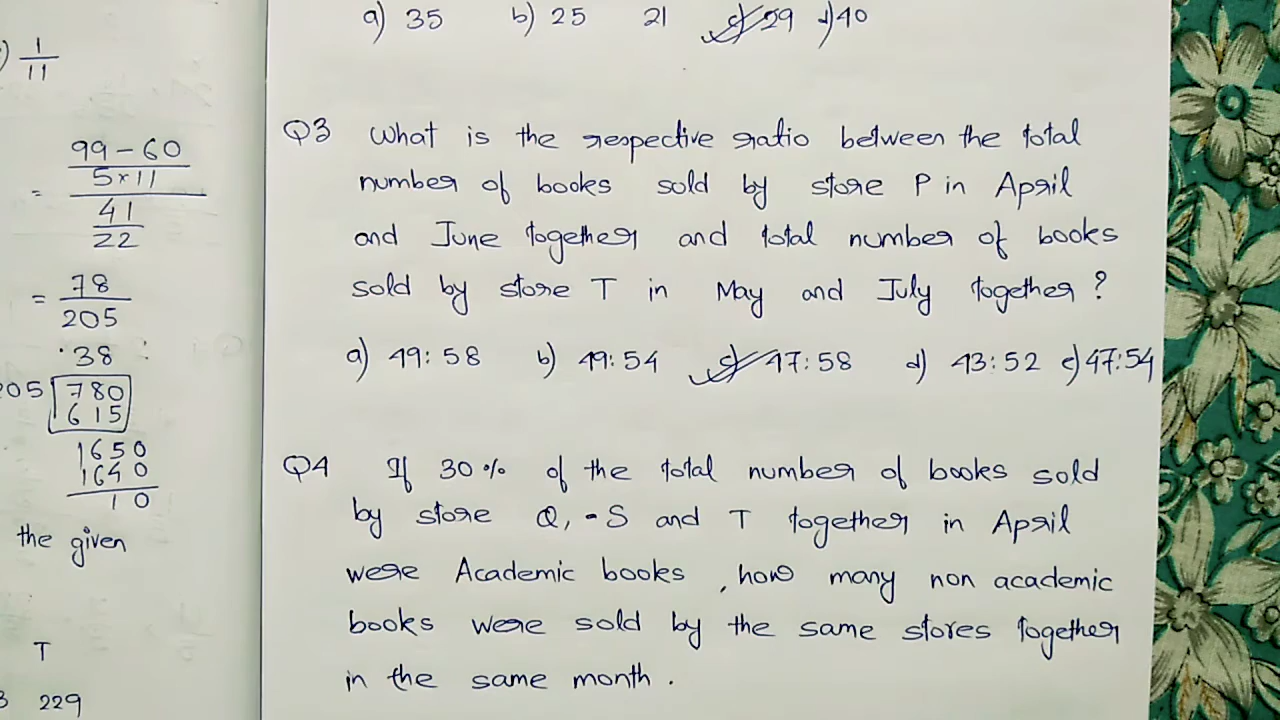 ) 1
11
99 - 60
5 x 11
=
41
22
= 78
205
.38
205 780
615
1650
1640
10
the given
T
3 229
a) 35 b) 25 21 c) 29 d) 40
Q3 What is the respective ratio between the total
number of books sold by store P in April
and June together and total number of books
sold by store T in May and July together ?
a) 49: 58 b) 49: 54 c) 47: 58 d) 43: 52 c) 47:54
Q4 If 30% of the total number of books sold
by store Q, - S and T together in April
were Academic books , how many non academic
books were sold by the same stores together
in the same month .